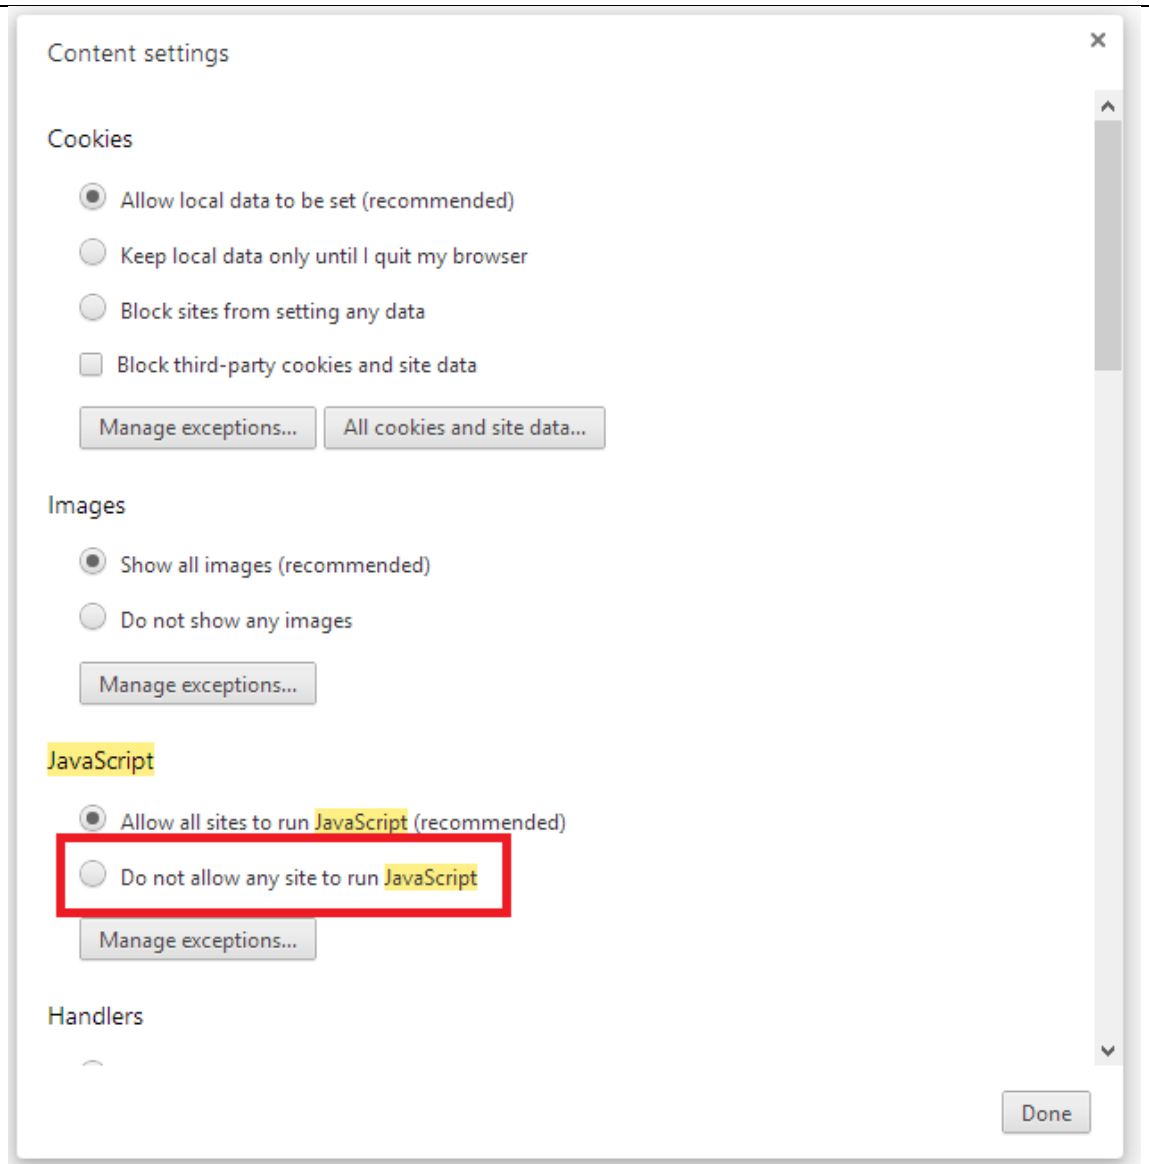 Content settings
Cookies
Allow local data to be set (recommended)
Keep local data only until I quit my browser
Block sites from setting any data
Block third-party cookies and site data
Manage exceptions... All cookies and site data...
Images
Show all images (recommended)
Do not show any images
Manage exceptions...
JavaScript
Allow all sites to run JavaScript (recommended)
Do not allow any site to run JavaScript
Manage exceptions...
Handlers
Done